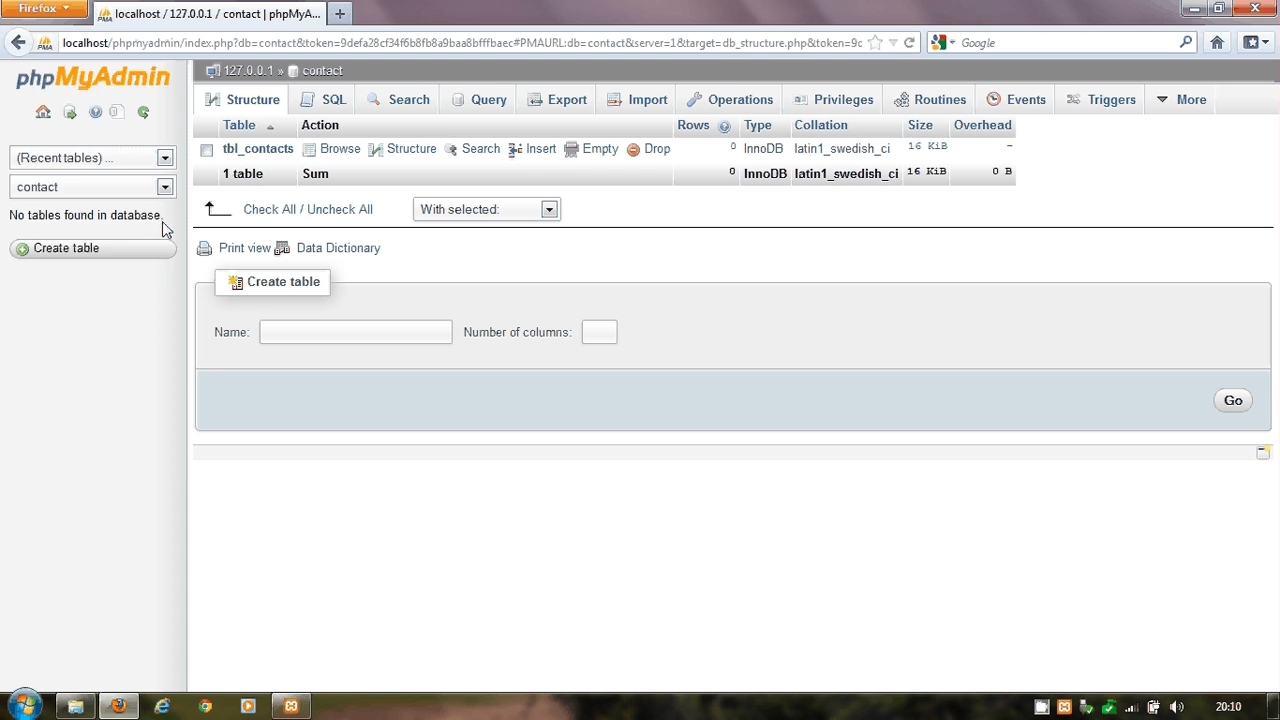 Firefox
localhost / 127.0.0.1 / contact | phpMyA...
localhost/phpmyadmin/index.php?db=contact&token=9defa28cf34f6b8fb8a9baa8bfffbaec#PMAURL:db=contact&server=1&target=db_structure.php&token=9c
Google
phpMyAdmin
(Recent tables) ...
contact
No tables found in database.
Create table
127.0.0.1 » contact
Structure SQL Search Query Export Import Operations Privileges Routines Events Triggers More
Table Action Rows Type Collation Size Overhead
tbl_contacts Browse Structure Search Insert Empty Drop 0 InnoDB latin1_swedish_ci 16 KiB -
1 table Sum 0 InnoDB latin1_swedish_ci 16 KiB 0 B
Check All / Uncheck All With selected:
Print view Data Dictionary
Create table
Name: Number of columns:
Go
20:10